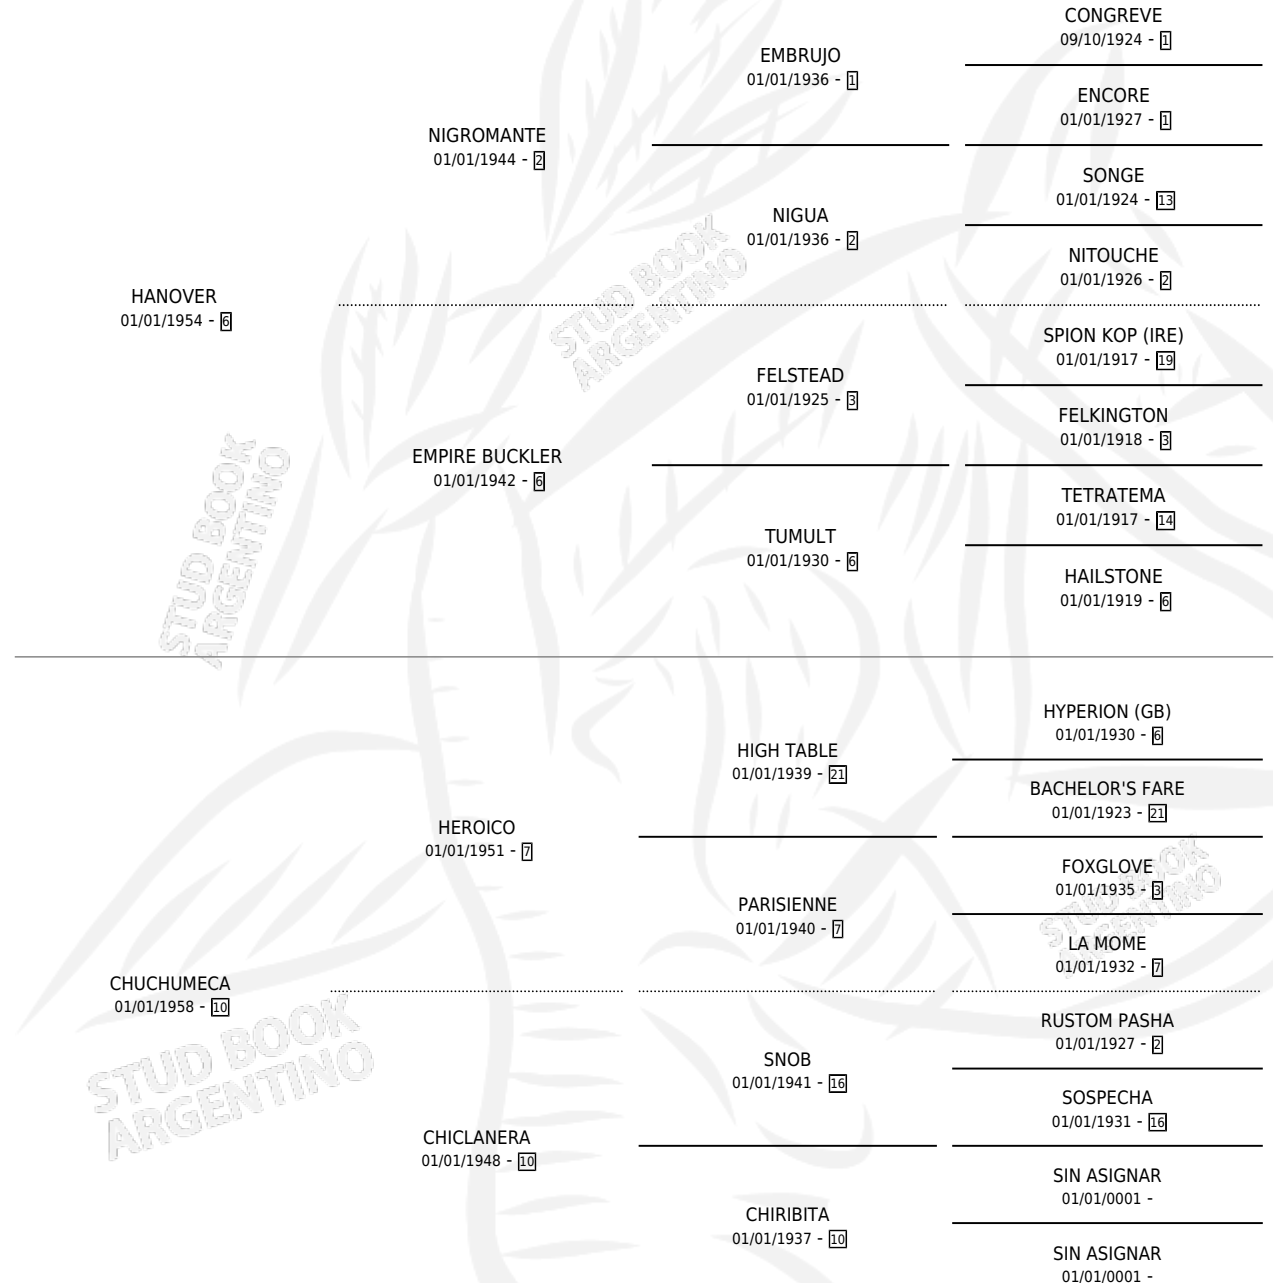 CONGREVE
09/10/1924 - 1
EMBRUJO
01/01/1936 - 1
ENCORE
01/01/1927 - 1
NIGROMANTE
01/01/1944 - 2
SONGE
01/01/1924 - 13
NIGUA
01/01/1936 - 2
NITOUCHE
01/01/1926 - 2
HANOVER
01/01/1954 - 6
SPION KOP (IRE)
01/01/1917 - 19
FELSTEAD
01/01/1925 - 3
FELKINGTON
01/01/1918 - 3
EMPIRE BUCKLER
01/01/1942 - 6
TETRATEMA
01/01/1917 - 14
TUMULT
01/01/1930 - 6
HAILSTONE
01/01/1919 - 6
HYPERION (GB)
01/01/1930 - 6
HIGH TABLE
01/01/1939 - 21
BACHELOR'S FARE
01/01/1923 - 21
HEROICO
01/01/1951 - 7
FOXGLOVE
01/01/1935 - 3
PARISIENNE
01/01/1940 - 7
LA MOME
01/01/1932 - 7
CHUCHUMECA
01/01/1958 - 10
RUSTOM PASHA
01/01/1927 - 2
SNOB
01/01/1941 - 16
SOSPECHA
01/01/1931 - 16
CHICLANERA
01/01/1948 - 10
SIN ASIGNAR
01/01/0001 -
CHIRIBITA
01/01/1937 - 10
SIN ASIGNAR
01/01/0001 -
STUD BOOK
ARGENTINO
STUD BOOK
ARGENTINO
STUD BOOK
ARGENTINO
STUD BOOK
ARGENTINO